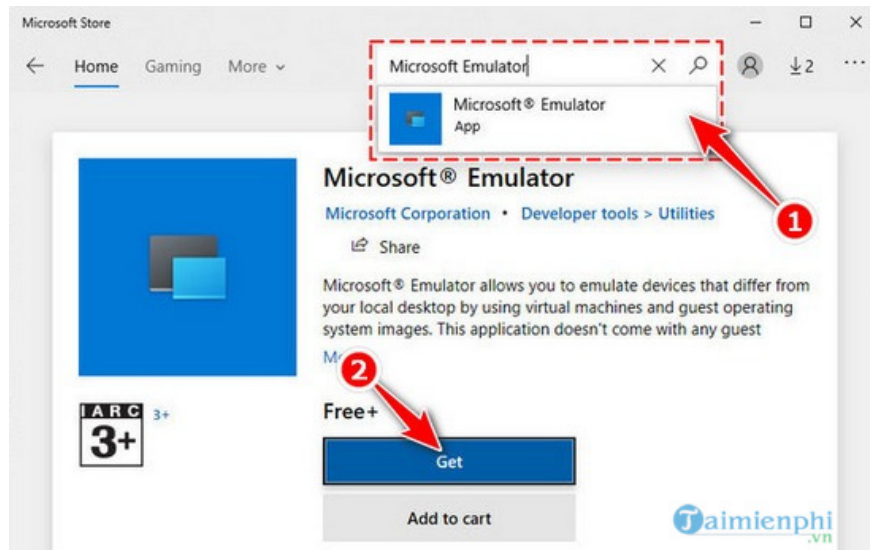 Microsoft Store
Home Gaming More
Microsoft Emulator
2
Microsoft® Emulator
App
1
Microsoft® Emulator
Microsoft Corporation • Developer tools > Utilities
Share
Microsoft® Emulator allows you to emulate devices that differ from
your local desktop by using virtual machines and guest operating
system images. This application doesn't come with any guest
2
IARC
3+
3+
Free+
Get
Add to cart
Taimienphi
.vn